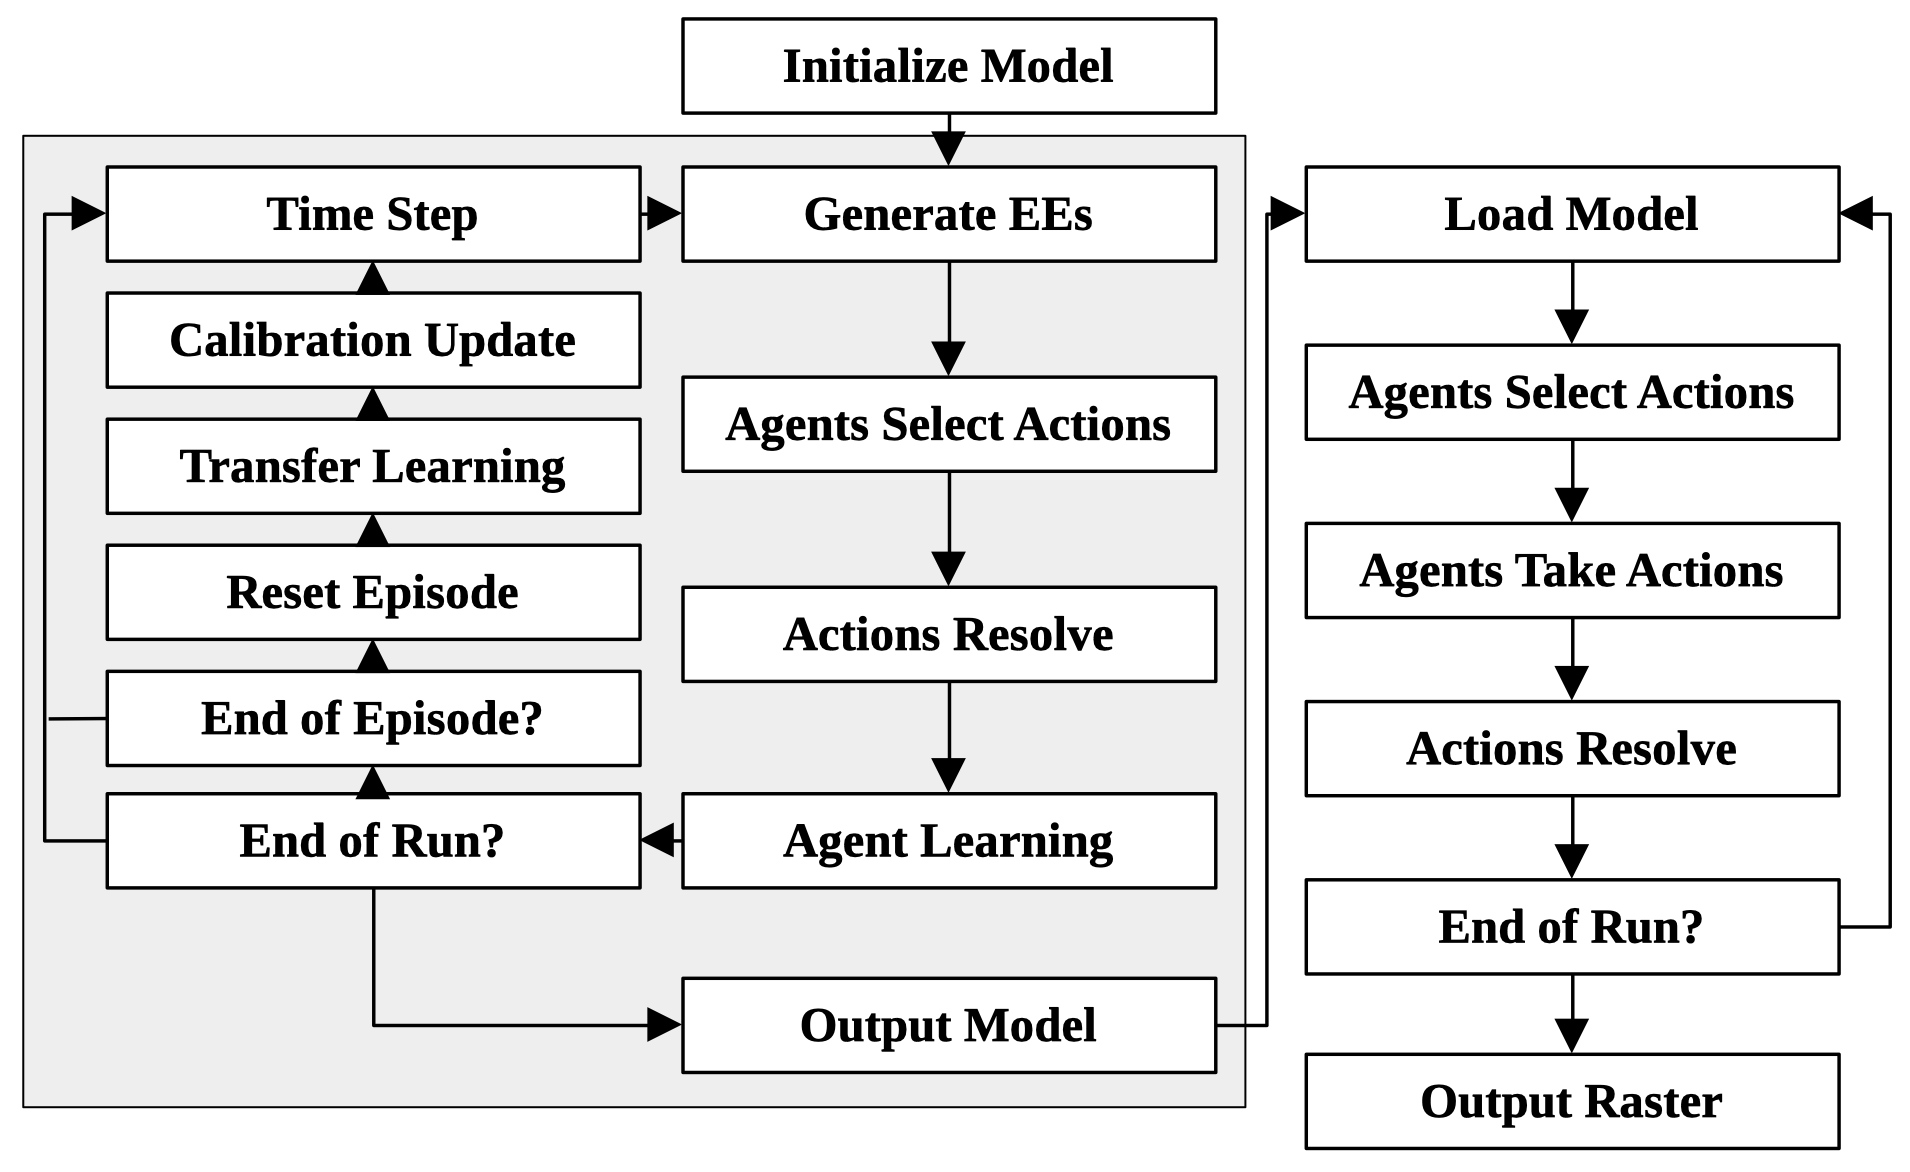 Initialize Model
Time Step
Generate EEs
Load Model
Calibration Update
Agents Select Actions
Agents Select Actions
Transfer Learning
Agents Take Actions
Reset Episode
Actions Resolve
End of Episode?
Actions Resolve
End of Run?
Agent Learning
End of Run?
Output Model
Output Raster